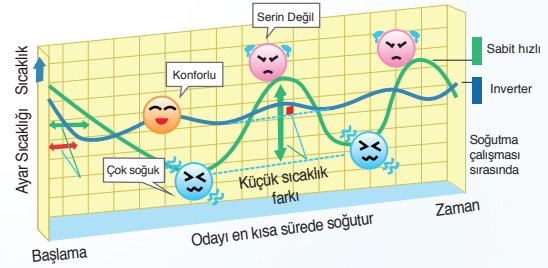 Serin Değil
Sabit hızlı
Sıcaklık
Konforlu
Inverter
Ayar Sıcaklığı
Soğutma
çalışması
sırasında
Çok soğuk
Küçük sıcaklık
farkı
Zaman
Odayı en kısa sürede soğutur
Başlama